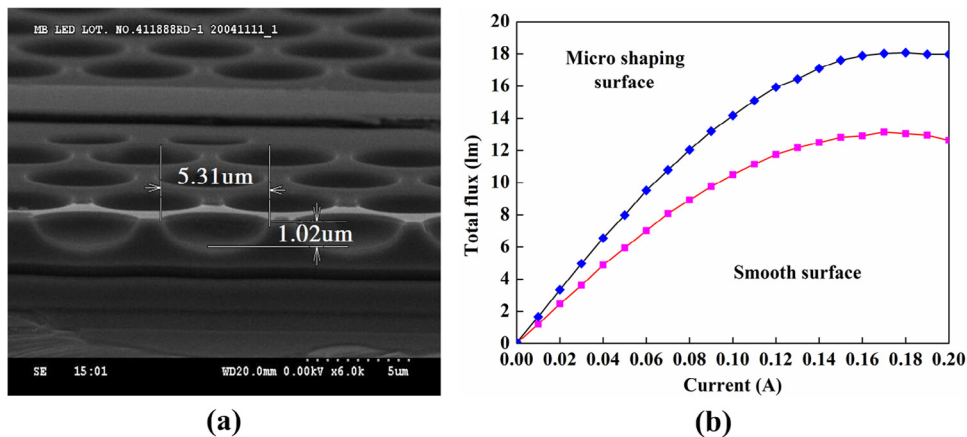 MB LED LOT. NO.411888RD-1 20041111_1
5.31um
1.02um
SE 15:01 WD20.0mm 0.00kV x6.0k 5um
(a)
20
18
16
14
12
10
8
6
4
2
0
Total flux (lm)
Micro shaping
surface
Smooth surface
0.00 0.02 0.04 0.06 0.08 0.10 0.12 0.14 0.16 0.18 0.20
Current (A)
(b)